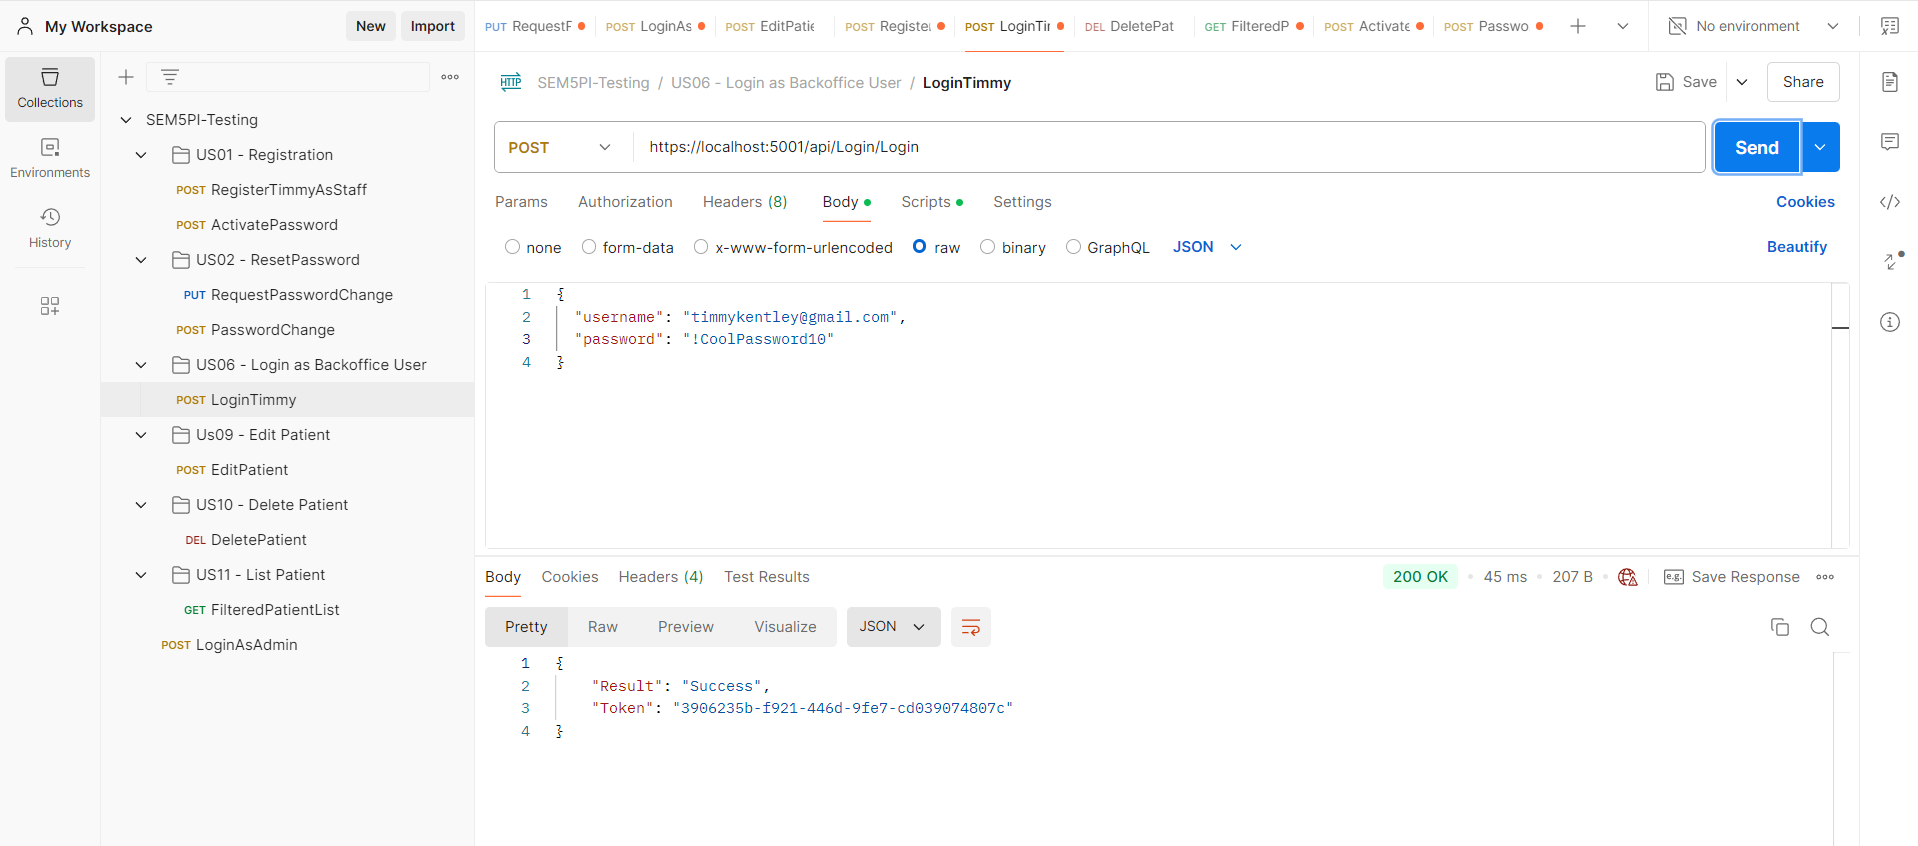 My Workspace
New
Import
PUT RequestF
POST LoginAs
POST EditPatie
POST Register
POST LoginTir
DEL DeletePat
GET FilteredP
POST Activate
POST Passwo
No environment
Collections
Environments
History
SEM5PI-Testing
US01 - Registration
POST RegisterTimmyAsStaff
POST ActivatePassword
US02 - ResetPassword
PUT RequestPasswordChange
POST PasswordChange
US06 - Login as Backoffice User
POST LoginTimmy
Us09 - Edit Patient
POST EditPatient
US10 - Delete Patient
DEL DeletePatient
US11 - List Patient
GET FilteredPatientList
POST LoginAsAdmin
HTTP SEM5PI-Testing / US06 - Login as Backoffice User / LoginTimmy
Save
Share
POST https://localhost:5001/api/Login/Login
Send
Params Authorization Headers (8) Body Scripts Settings
Cookies
none form-data x-www-form-urlencoded raw binary GraphQL JSON
Beautify
1 {
2 "username": "timmykentley@gmail.com",
3 "password": "!CoolPassword10"
4 }
Body Cookies Headers (4) Test Results
200 OK • 45 ms • 207 B •
e.g. Save Response
Pretty Raw Preview Visualize JSON
1 {
2 "Result": "Success",
3 "Token": "3906235b-f921-446d-9fe7-cd039074807c"
4 }